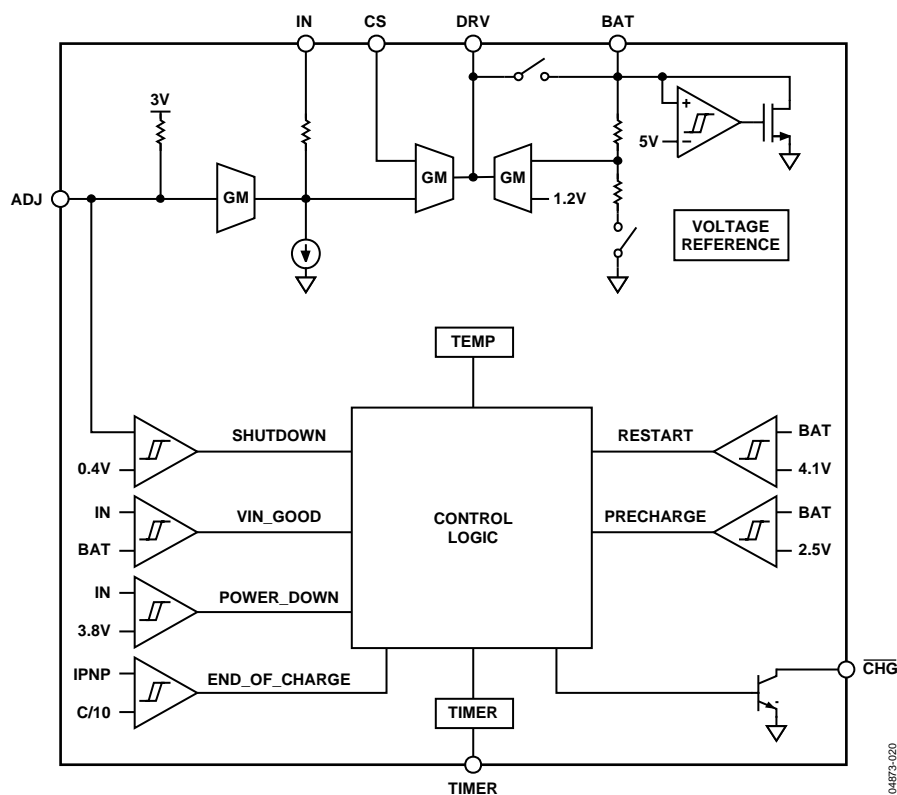 IN CS DRV BAT
3V
5V
+
−
ADJ
GM
GM
GM
1.2V
VOLTAGE
REFERENCE
TEMP
SHUTDOWN
0.4V
RESTART
BAT
4.1V
IN
VIN_GOOD
BAT
CONTROL
LOGIC
PRECHARGE
BAT
2.5V
IN
POWER_DOWN
3.8V
IPNP
END_OF_CHARGE
C/10
TIMER
CHG
TIMER
04873-020